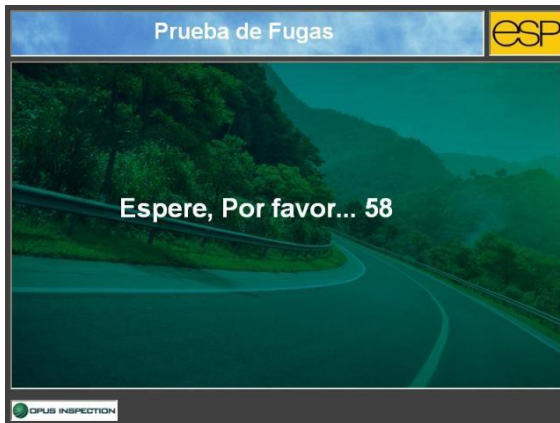 Prueba de Fugas
esp
Espere, Por favor... 58
OPUS INSPECTION